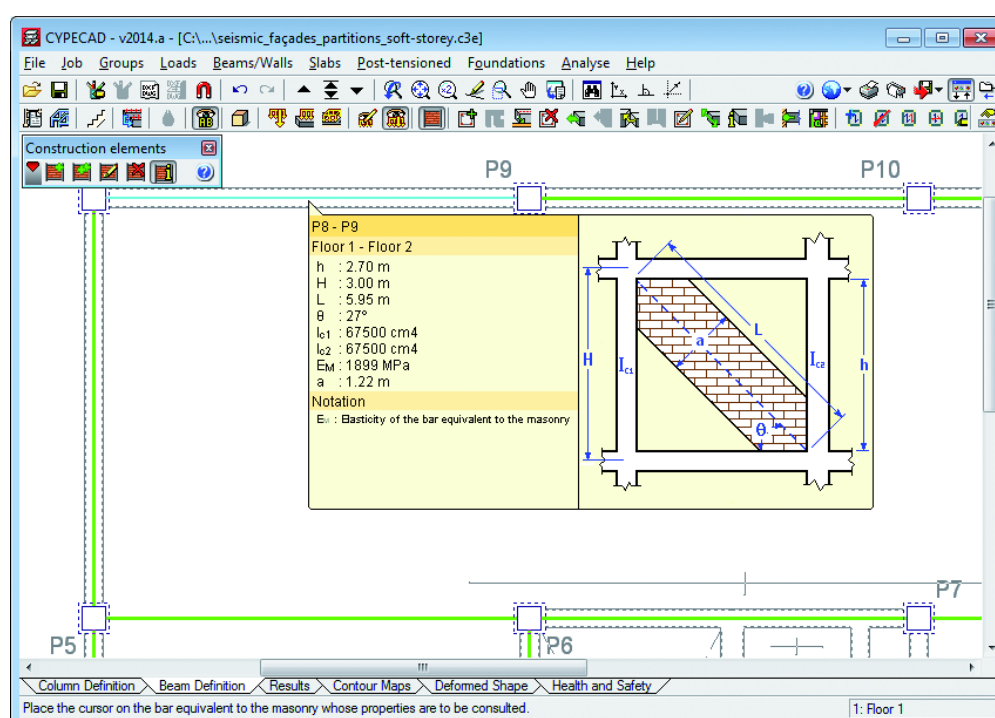 CYPECAD - v2014.a - [C:\...\seismic_façades_partitions_soft-storey.c3e]
File Job Groups Loads Beams/Walls Slabs Post-tensioned Foundations Analyse Help
Construction elements
P9
P10
P8 - P9
Floor 1 - Floor 2
h : 2.70 m
H : 3.00 m
L : 5.95 m
θ : 27°
Ic1 : 67500 cm4
Ic2 : 67500 cm4
EM : 1899 MPa
a : 1.22 m
Notation
EM : Elasticity of the bar equivalent to the masonry
L
a
H
Ic1
Ic2
h
θ
P7
P5
P6
Column Definition Beam Definition Results Contour Maps Deformed Shape Health and Safety
Place the cursor on the bar equivalent to the masonry whose properties are to be consulted.
1: Floor 1